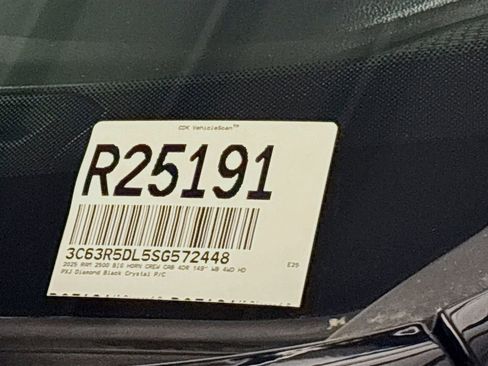 CDK VehicleScan™
R25191
3C63R5DL5SG572448
2025 RAM 2500 BIG HORN CREW CAB 4DR 149" WB 4WD HD E25
PXJ Diamond Black Crystal P/C